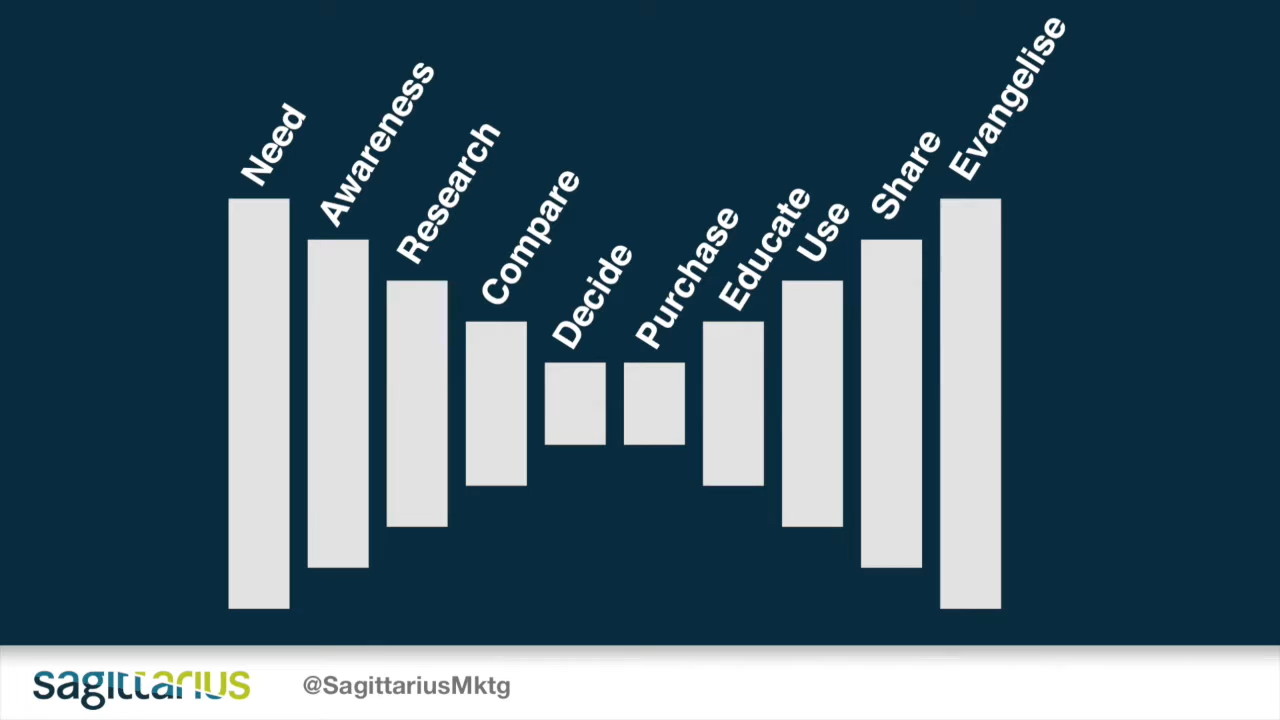 Need
Awareness
Research
Compare
Decide
Purchase
Educate
Use
Share
Evangelise
sagittarius
@SagittariusMktg